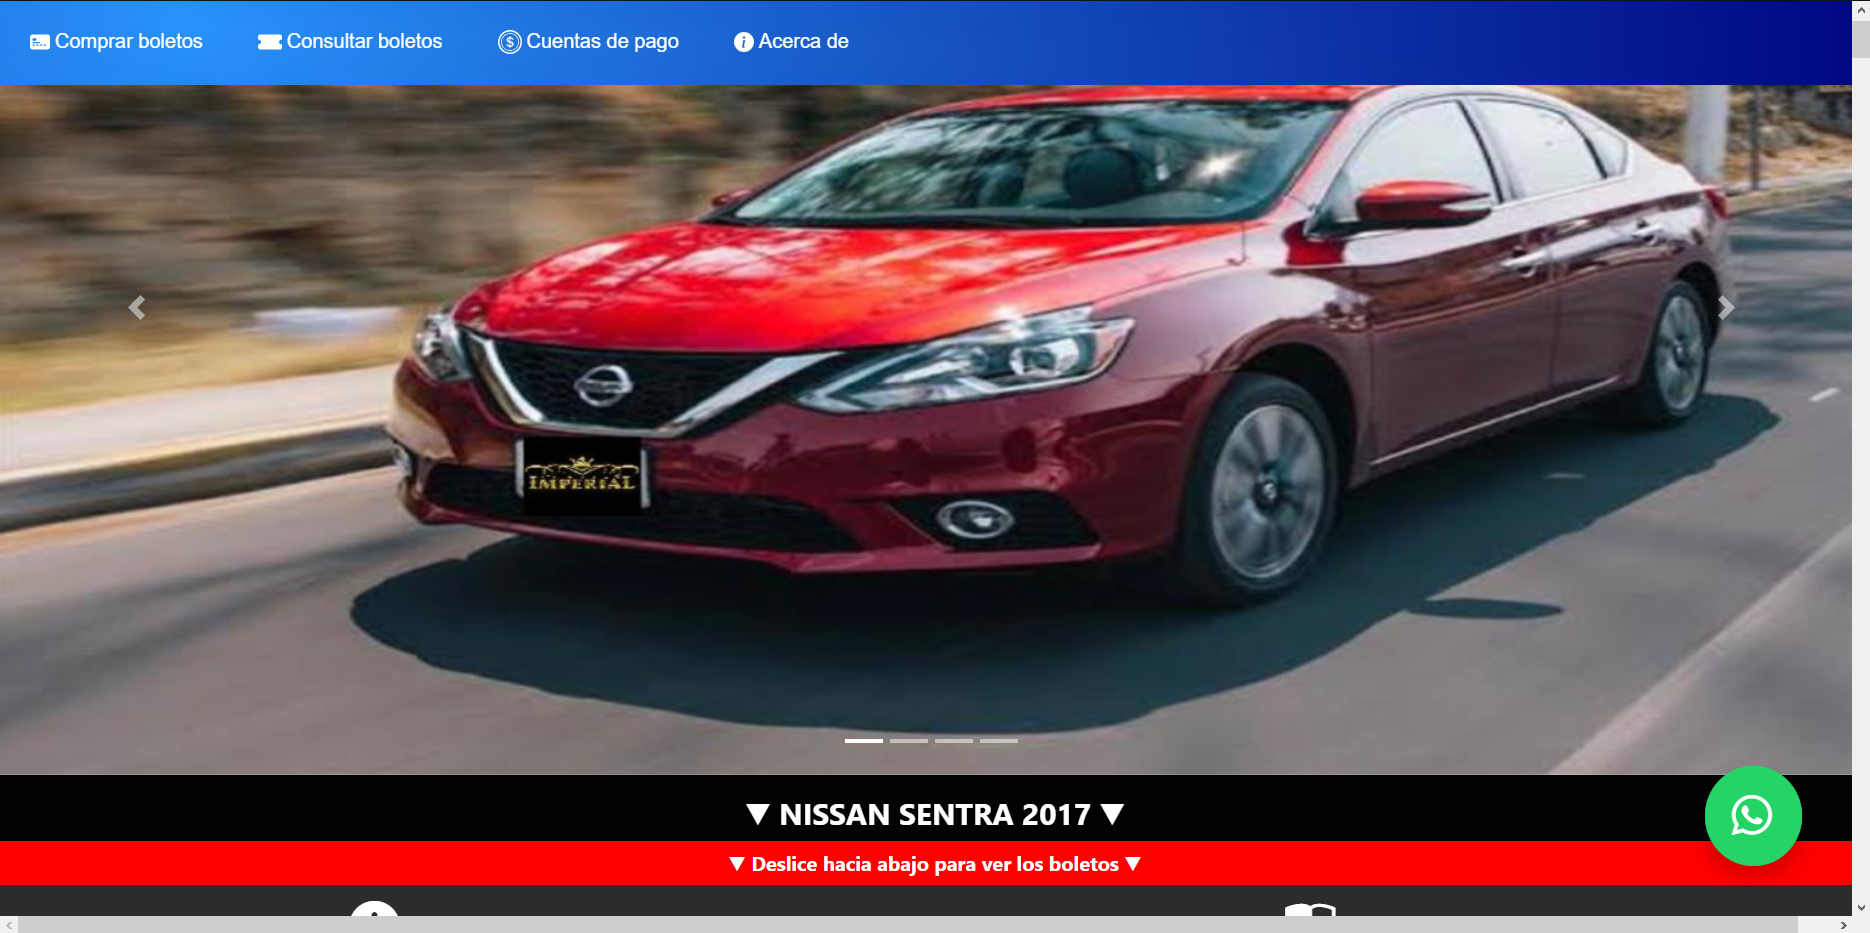 Comprar boletos
Consultar boletos
Cuentas de pago
Acerca de
IMPERIAL
▼ NISSAN SENTRA 2017 ▼
▼ Deslice hacia abajo para ver los boletos ▼